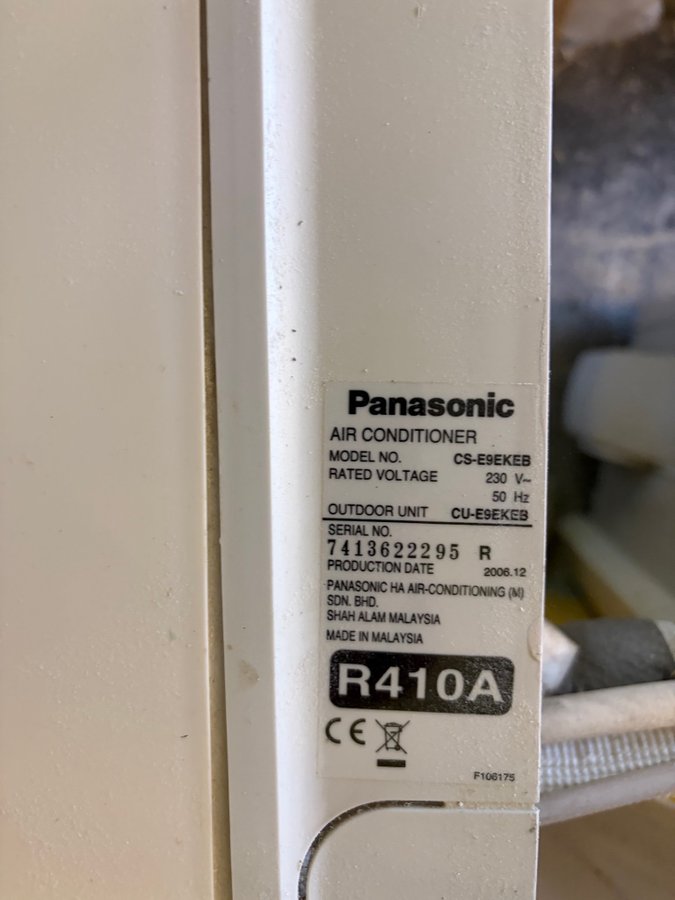 Panasonic
AIR CONDITIONER
MODEL NO. CS-E9EKEB
RATED VOLTAGE 230 V~
50 Hz
OUTDOOR UNIT CU-E9EKEB
SERIAL NO.
7413622295 R
PRODUCTION DATE 2006.12
PANASONIC HA AIR-CONDITIONING (M)
SDN. BHD.
SHAH ALAM MALAYSIA
MADE IN MALAYSIA
R410A
CE
F106175